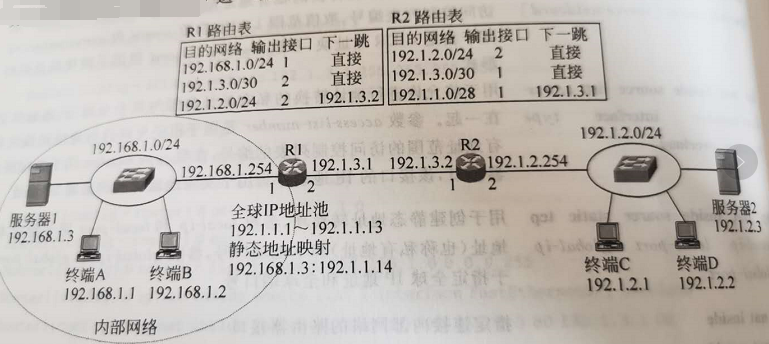 R1路由表
目的网络 输出接口 下一跳
192.168.1.0/24 1 直接
192.1.3.0/30 2 直接
192.1.2.0/24 2 192.1.3.2
R2路由表
目的网络 输出接口 下一跳
192.1.2.0/24 2 直接
192.1.3.0/30 1 直接
192.1.1.0/28 1 192.1.3.1
192.168.1.0/24
192.168.1.254
1
R1
2
192.1.3.1
192.1.3.2
1
R2
2
192.1.2.254
192.1.2.0/24
服务器1
192.168.1.3
终端A
192.168.1.1
终端B
192.168.1.2
内部网络
全球IP地址池
192.1.1.1～192.1.1.13
静态地址映射
192.168.1.3：192.1.1.14
终端C
192.1.2.1
终端D
192.1.2.2
服务器2
192.1.2.3